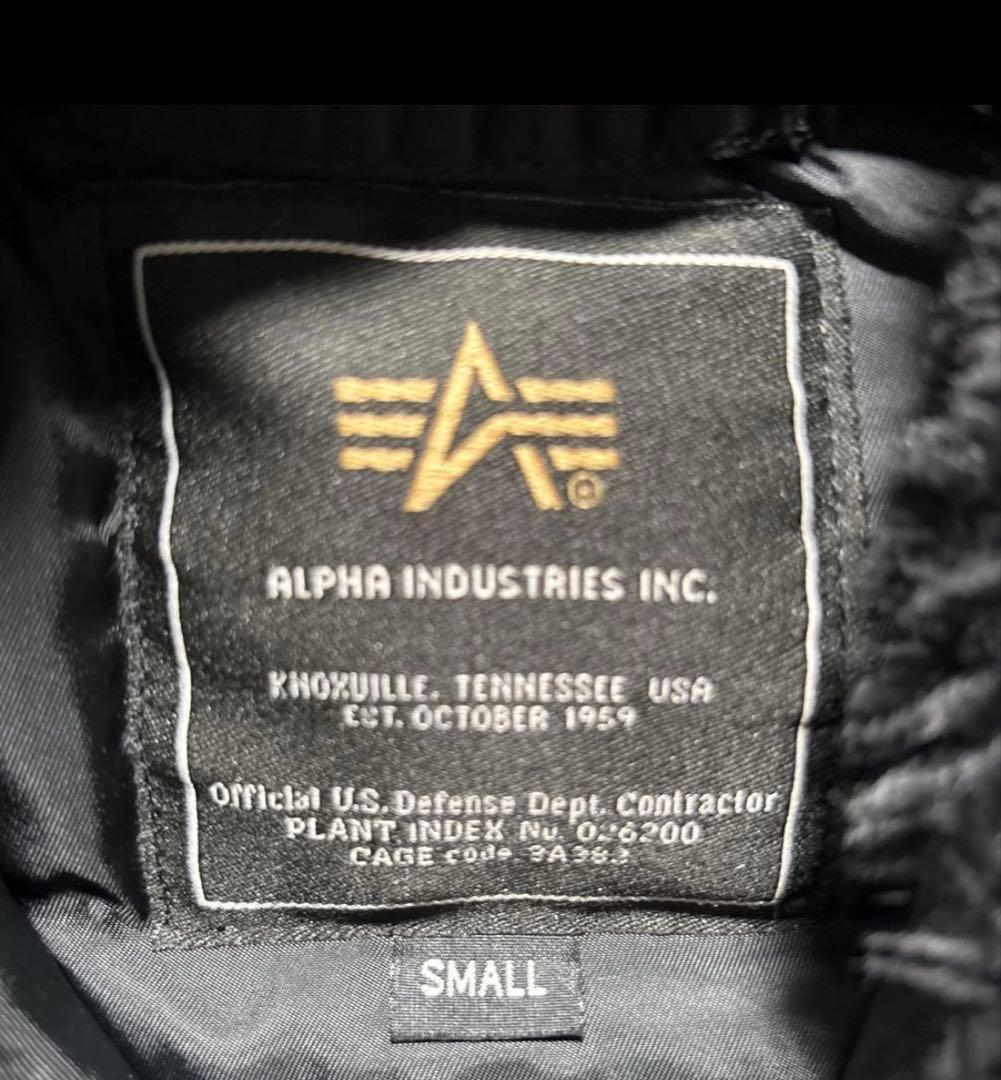 ®
ALPHA INDUSTRIES INC.
KNOXVILLE, TENNESSEE USA
EST. OCTOBER 1959
Official U.S. Defense Dept. Contractor
PLANT INDEX No. 026200
CAGE code
SMALL